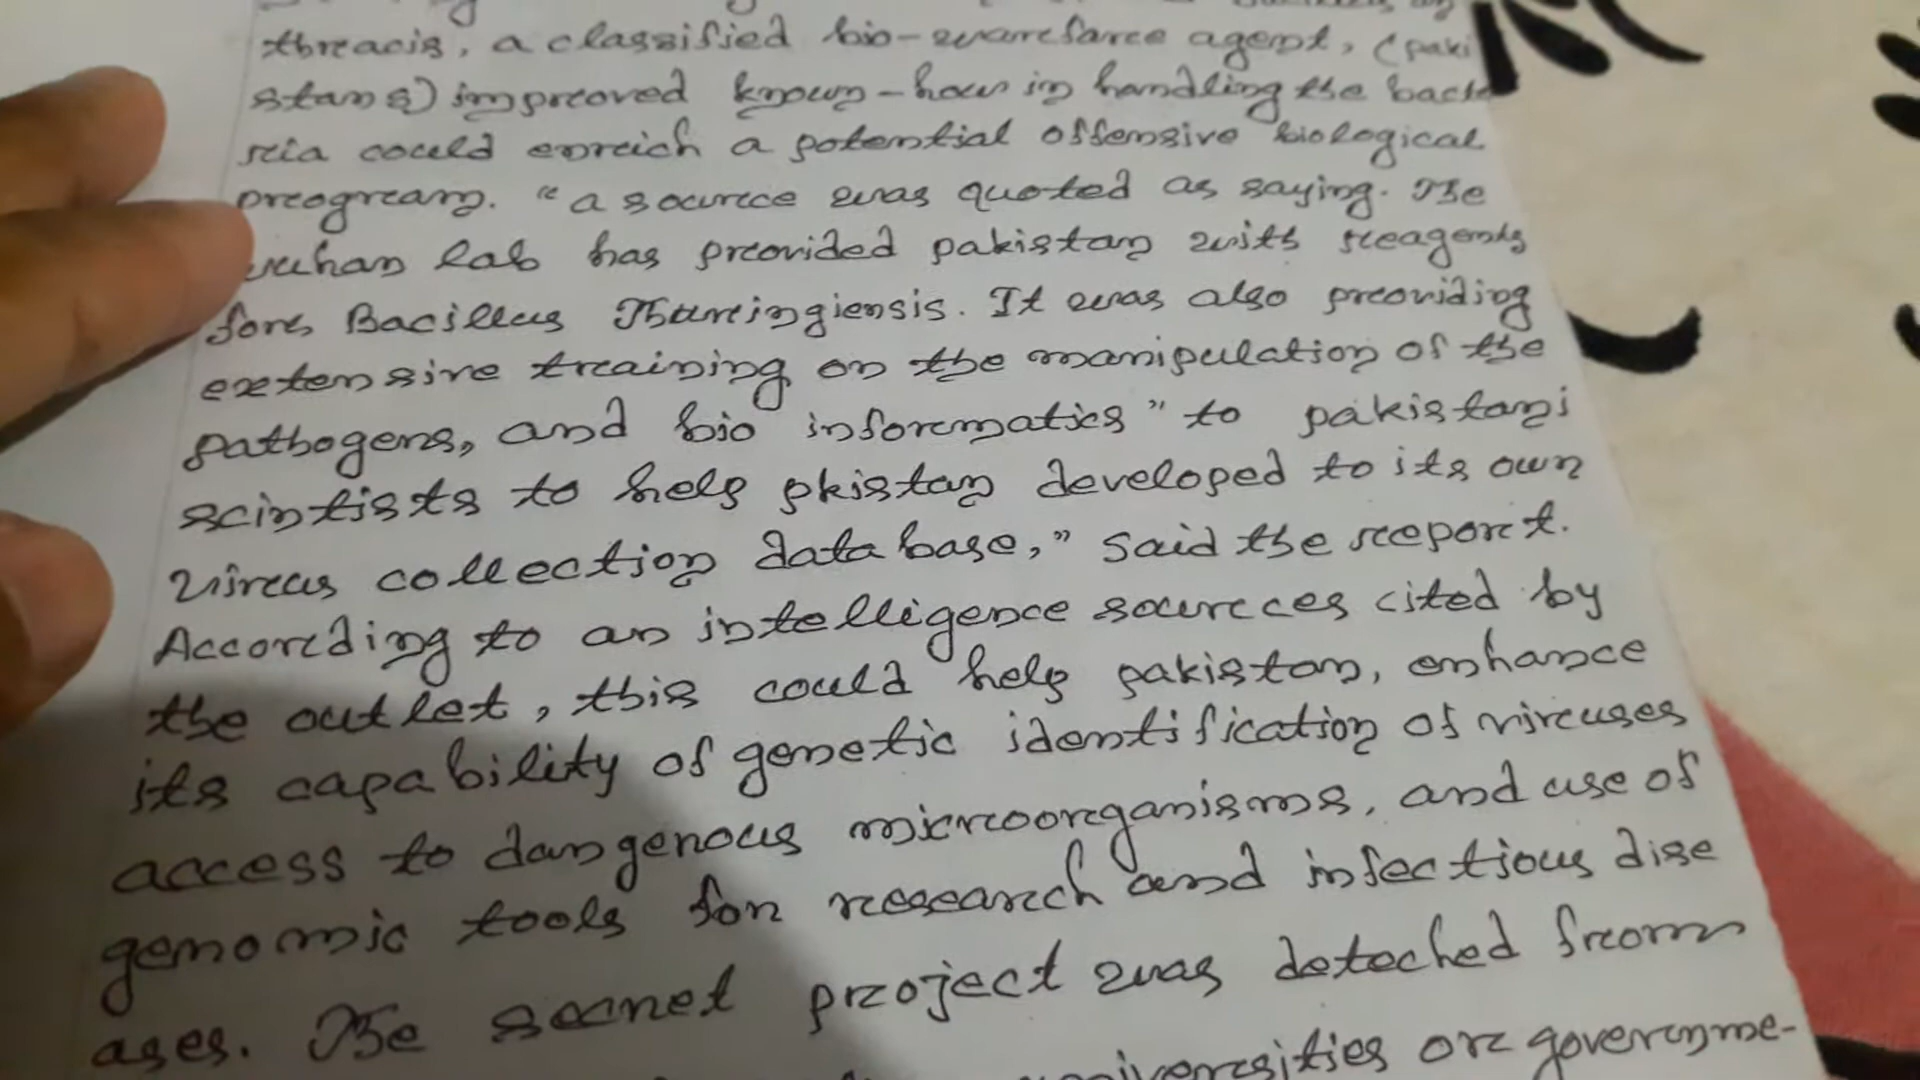 thracis, a classified bio-warefare agent, (paki
stan's) improved known-how in handling the bacte
ria could enrich a potential offensive biological
program. "a source was quoted as saying. The
wuhan lab has provided pakistan with reagents
for Bacillus Thuringiensis. It was also providing
extensive training on the manipulation of the
pathogens, and bio informatics" to pakistani
scintists to help pkistan developed to its own
virus collection data base," said the report.
According to an intelligence sources cited by
the outlet, this could help pakistan, enhance
its capability of genetic identification of viruses
access to dangerous microorganisms, and use of
genomic tools for research and infectious dise
ases. The secret project was detached from
universities or governme-